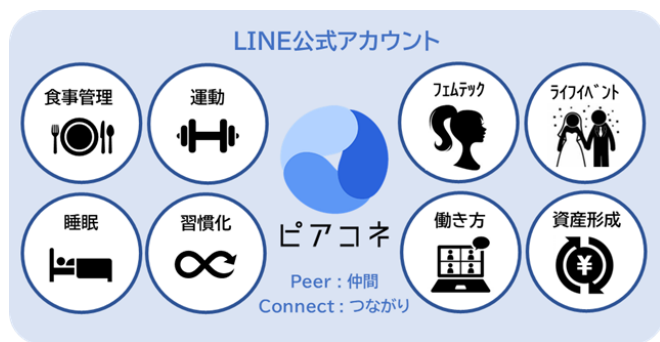 LINE公式アカウント
食事管理
運動
フェムテック
ライフイベント
睡眠
習慣化
ピアコネ
働き方
資産形成
¥
Peer：仲間
Connect：つながり